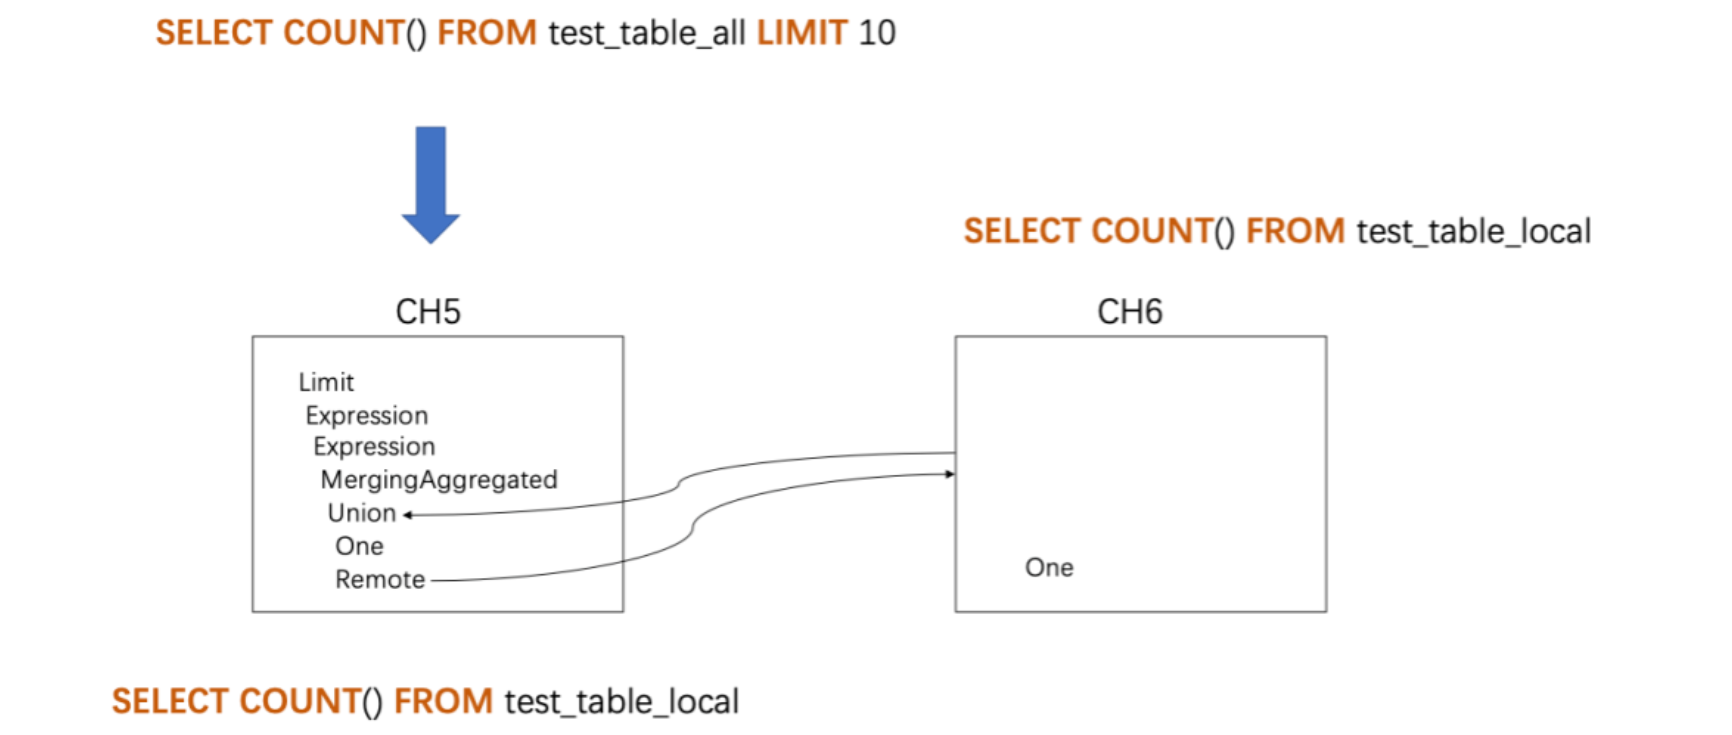 SELECT COUNT() FROM test_table_all LIMIT 10
SELECT COUNT() FROM test_table_local
CH5
CH6
Limit
Expression
Expression
MergingAggregated
Union
One
Remote
One
SELECT COUNT() FROM test_table_local